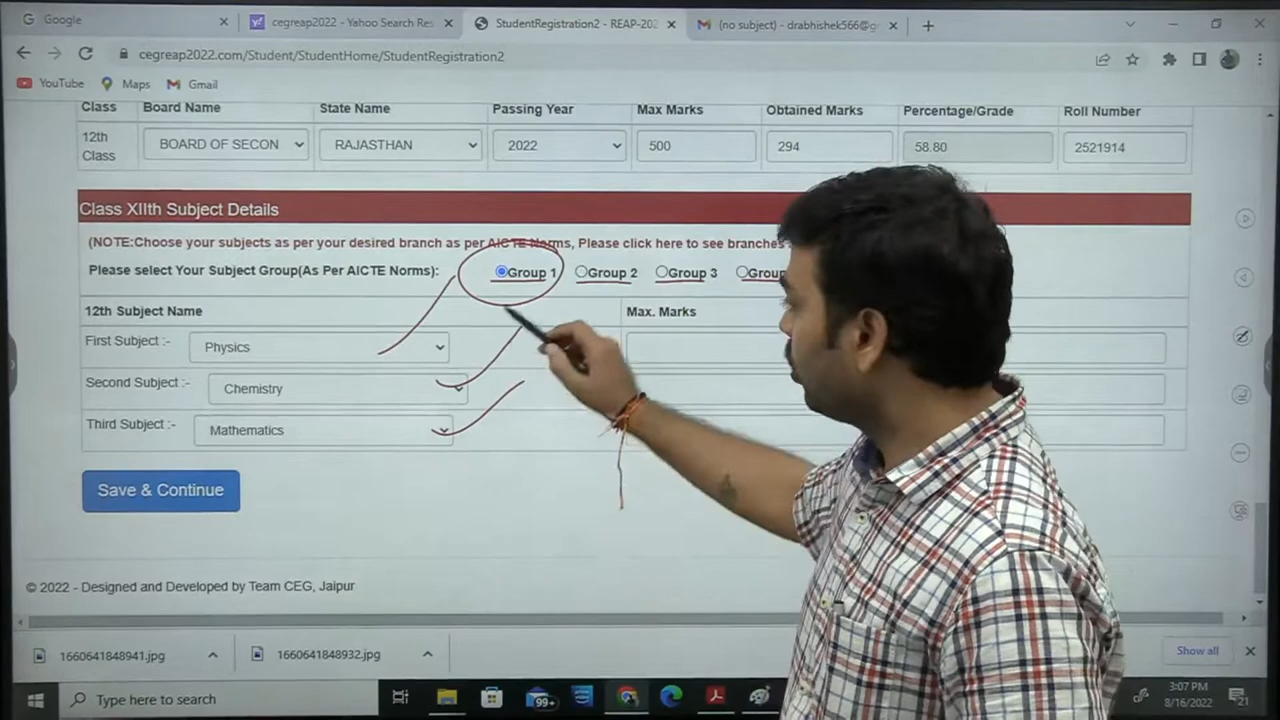 Google
cegreap2022 - Yahoo Search Res
StudentRegistration2 - REAP-202
(no subject) - drabhishek566@g
cegreap2022.com/Student/StudentHome/StudentRegistration2
YouTube Maps Gmail
Class Board Name State Name Passing Year Max Marks Obtained Marks Percentage/Grade Roll Number
12th Class BOARD OF SECON RAJASTHAN 2022 500 294 58.80 2521914
Class XIIth Subject Details
(NOTE:Choose your subjects as per your desired branch as per AICTE Norms, Please click here to see branches
Please select Your Subject Group(As Per AICTE Norms): Group 1 Group 2 Group 3 Group
12th Subject Name Max. Marks
First Subject :- Physics
Second Subject :- Chemistry
Third Subject :- Mathematics
Save & Continue
© 2022 - Designed and Developed by Team CEG, Jaipur
1660641848941.jpg 1660641848932.jpg Show all
Type here to search 99+ 3:07 PM
8/16/2022 21